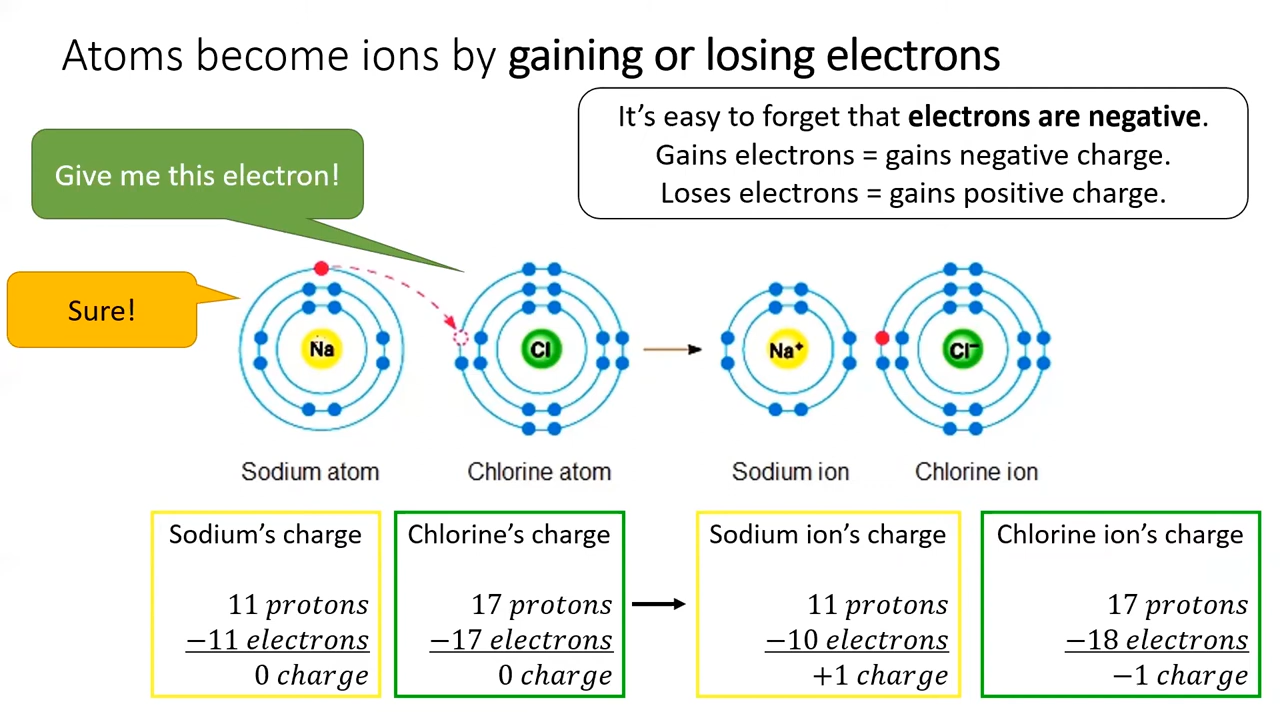 Atoms become ions by gaining or losing electrons
It's easy to forget that electrons are negative.
Gains electrons = gains negative charge.
Loses electrons = gains positive charge.
Give me this electron!
Sure!
Na
Cl
Na⁺
Cl⁻
Sodium atom
Chlorine atom
Sodium ion
Chlorine ion
Sodium's charge
11 protons
−11 electrons
0 charge
Chlorine's charge
17 protons
−17 electrons
0 charge
Sodium ion's charge
11 protons
−10 electrons
+1 charge
Chlorine ion's charge
17 protons
−18 electrons
−1 charge